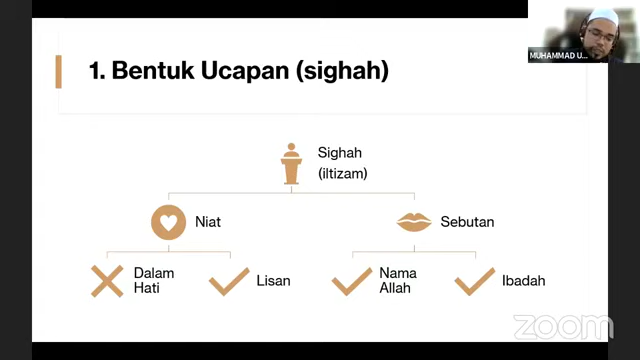 MUHAMMAD U...
1. Bentuk Ucapan (sighah)
Sighah
(iltizam)
Niat
Sebutan
Dalam
Hati
Lisan
Nama
Allah
Ibadah
zoom